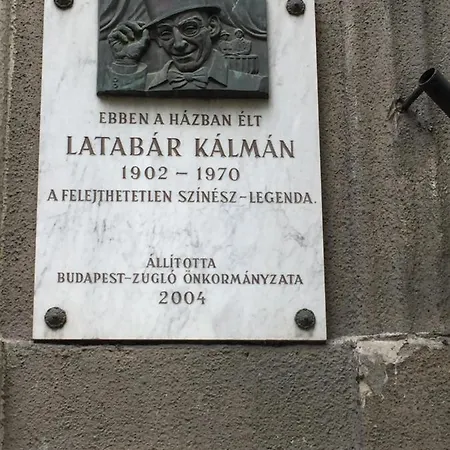 EBBEN A HÁZBAN ÉLT
LATABÁR KÁLMÁN
1902 – 1970
A FELEJTHETETLEN SZÍNÉSZ-LEGENDA.
ÁLLÍTOTTA
BUDAPEST-ZUGLÓ ÖNKORMÁNYZATA
2004